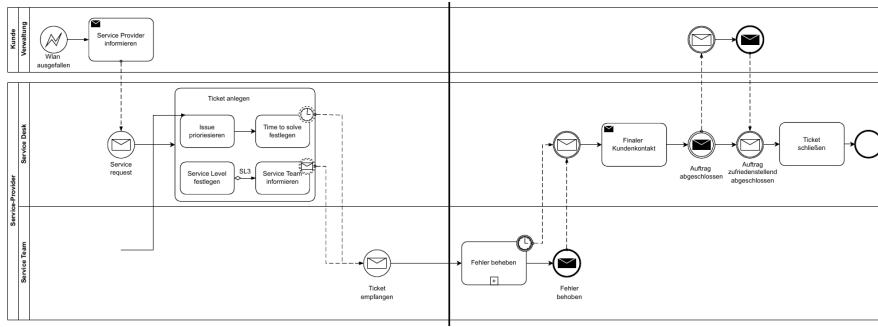 Kunde
Verwaltung
Wlan
ausgefallen
Service Provider
informieren
Service-Provider
Service Desk
Service
request
Ticket anlegen
Issue
prioriesieren
Time to solve
festlegen
Service Level
festlegen
SL3
Service Team
informieren
Finaler
Kundenkontakt
Auftrag
abgeschlossen
Auftrag
zufriedenstellend
abgeschlossen
Ticket
schließen
Service Team
Ticket
empfangen
Fehler beheben
Fehler
behoben